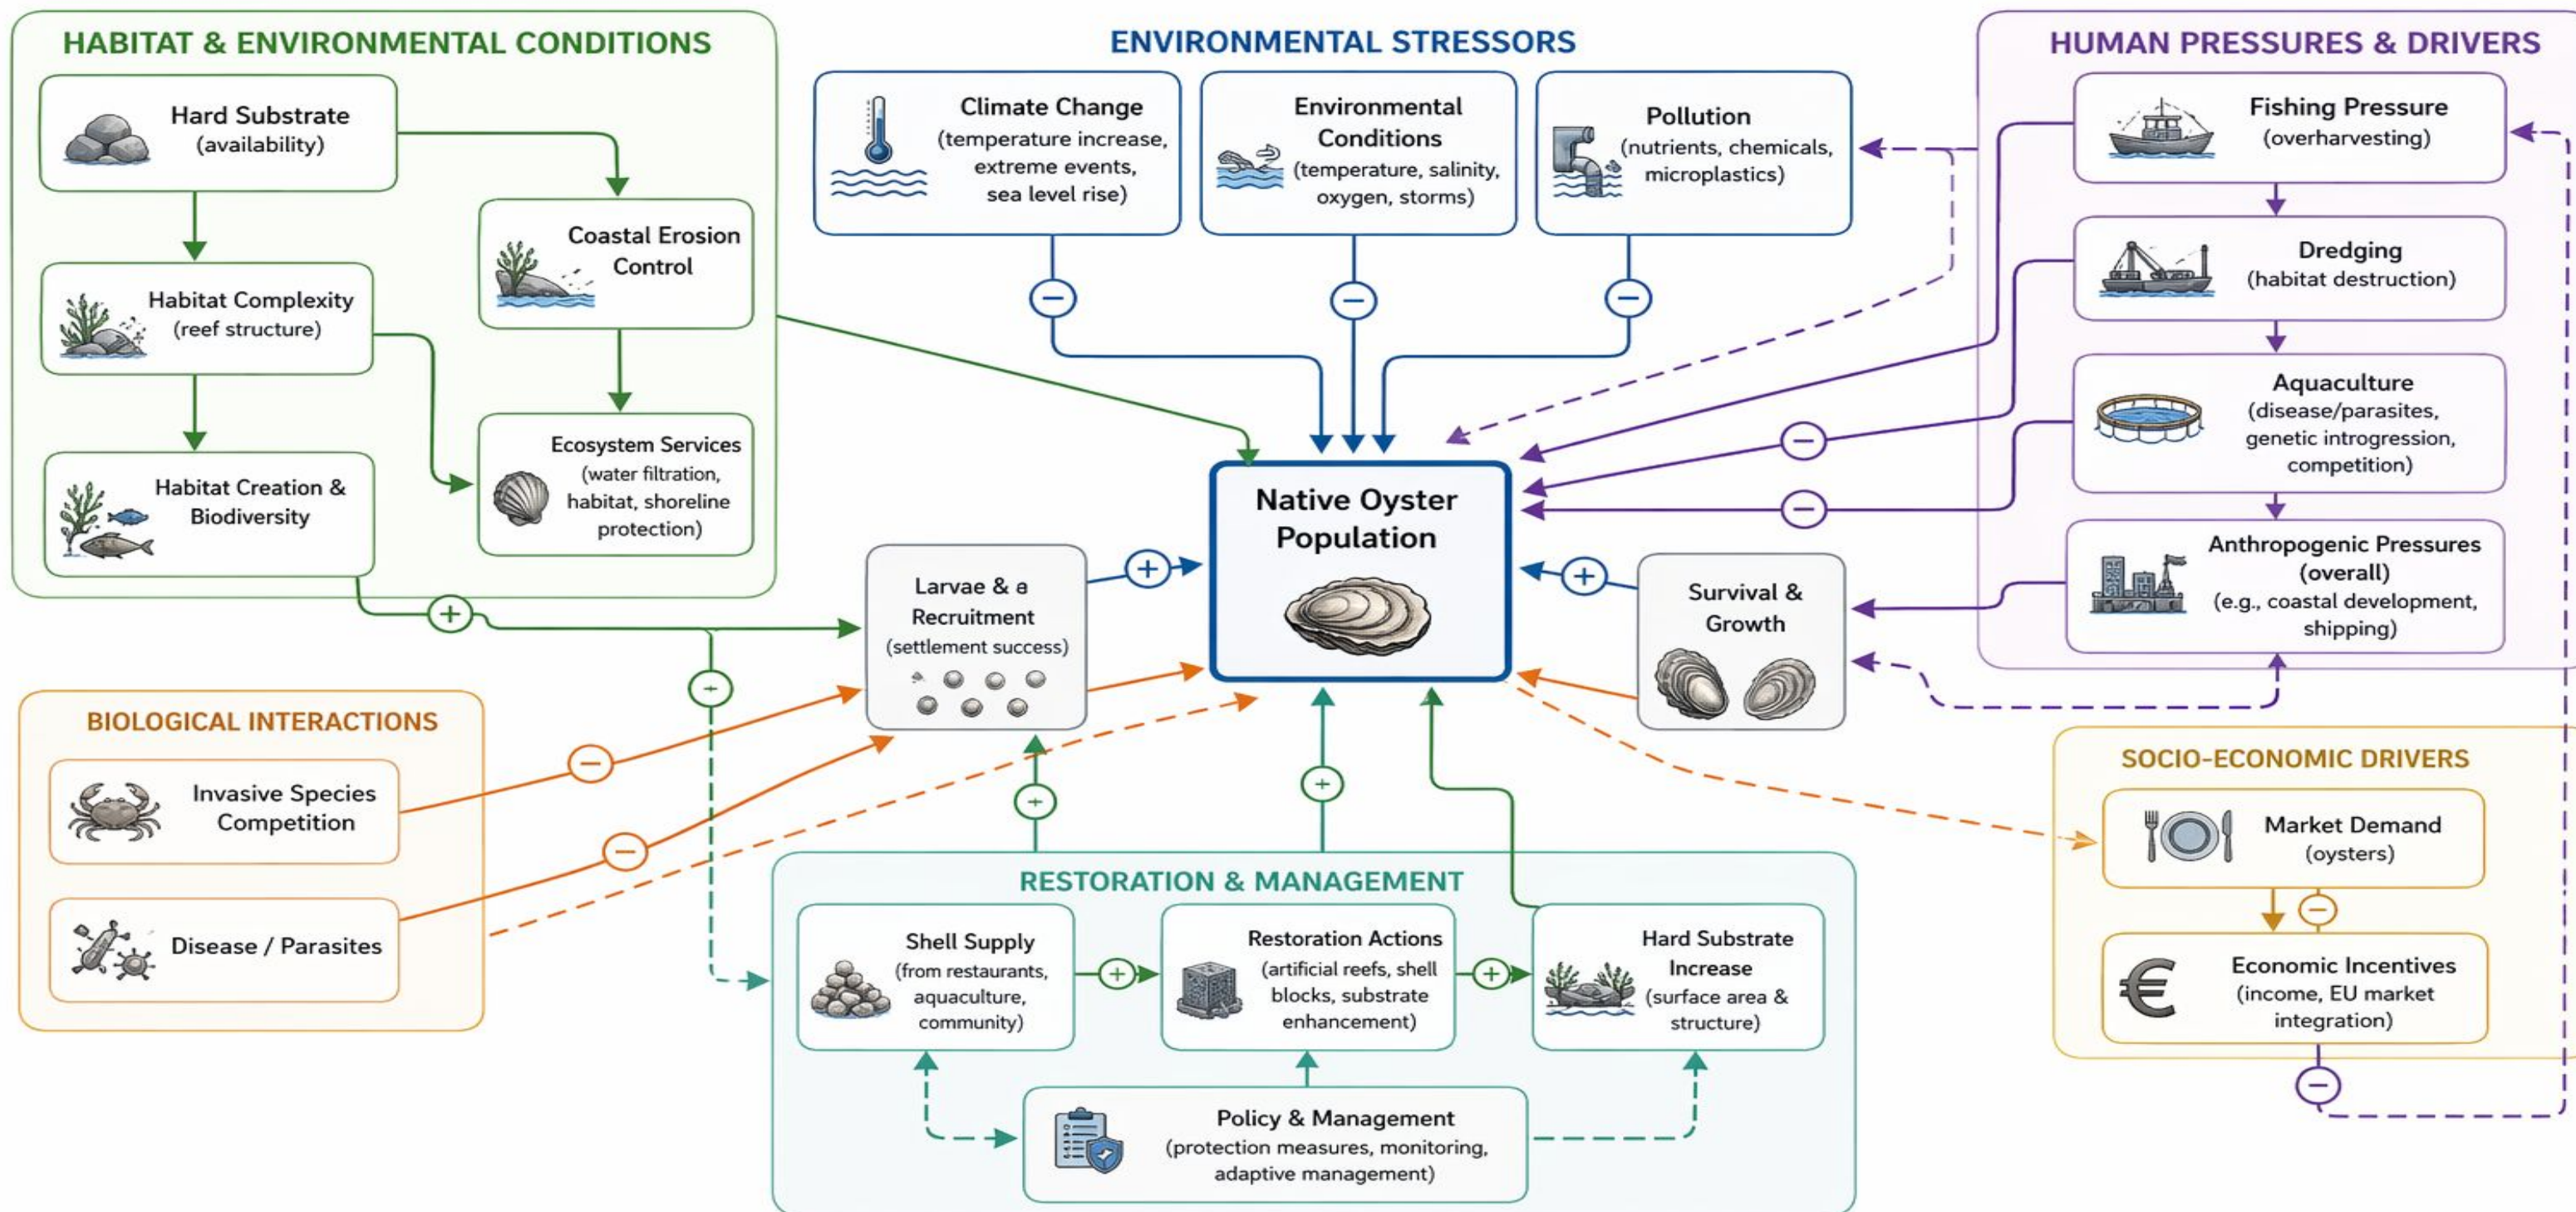 HABITAT & ENVIRONMENTAL CONDITIONS
Hard Substrate
(availability)
Coastal Erosion
Control
Habitat Complexity
(reef structure)
Ecosystem Services
(water filtration,
habitat, shoreline
protection)
Habitat Creation &
Biodiversity
ENVIRONMENTAL STRESSORS
Climate Change
(temperature increase,
extreme events,
sea level rise)
Environmental
Conditions
(temperature, salinity,
oxygen, storms)
Pollution
(nutrients, chemicals,
microplastics)
HUMAN PRESSURES & DRIVERS
Fishing Pressure
(overharvesting)
Dredging
(habitat destruction)
Aquaculture
(disease/parasites,
genetic introgression,
competition)
Anthropogenic Pressures
(overall)
(e.g., coastal development,
shipping)
Native Oyster
Population
Larvae & a
Recruitment
(settlement success)
Survival &
Growth
BIOLOGICAL INTERACTIONS
Invasive Species
Competition
Disease / Parasites
RESTORATION & MANAGEMENT
Shell Supply
(from restaurants,
aquaculture,
community)
Restoration Actions
(artificial reefs, shell
blocks, substrate
enhancement)
Hard Substrate
Increase
(surface area &
structure)
Policy & Management
(protection measures, monitoring,
adaptive management)
SOCIO-ECONOMIC DRIVERS
Market Demand
(oysters)
€
Economic Incentives
(income, EU market
integration)